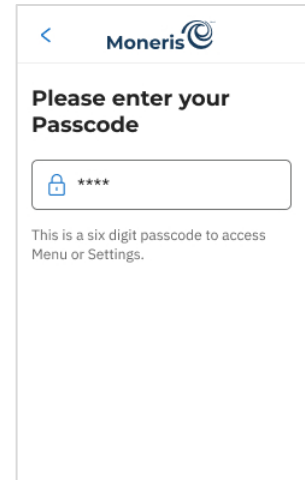 Moneris
Please enter your
Passcode
****
This is a six digit passcode to access
Menu or Settings.